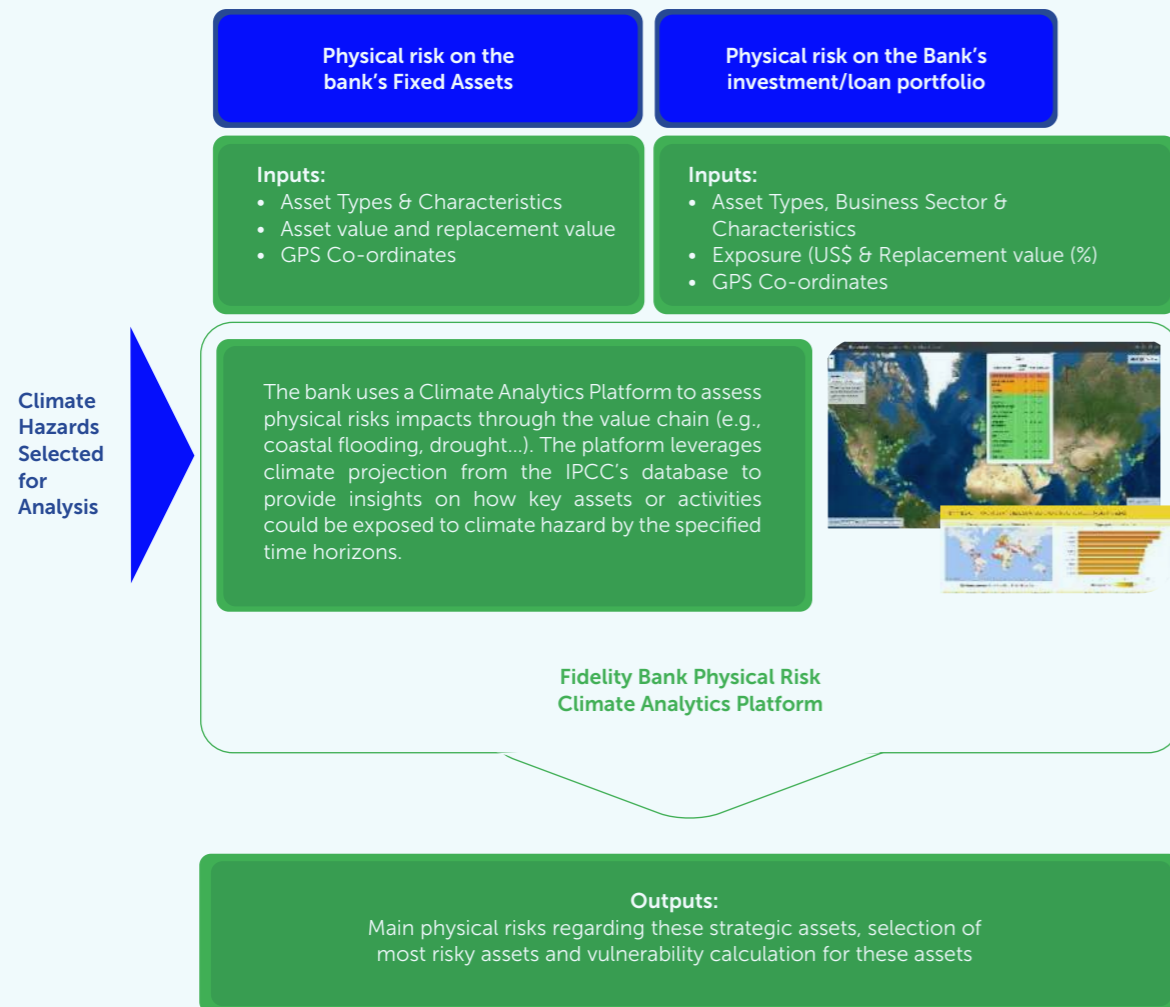 Physical risk on the
bank’s Fixed Assets
Physical risk on the Bank’s
investment/loan portfolio
Inputs:
• Asset Types & Characteristics
• Asset value and replacement value
• GPS Co-ordinates
Inputs:
• Asset Types, Business Sector &
Characteristics
• Exposure (US$ & Replacement value (%)
• GPS Co-ordinates
Climate
Hazards
Selected
for
Analysis
The bank uses a Climate Analytics Platform to assess
physical risks impacts through the value chain (e.g.,
coastal flooding, drought...). The platform leverages
climate projection from the IPCC’s database to
provide insights on how key assets or activities
could be exposed to climate hazard by the specified
time horizons.
Fidelity Bank Physical Risk
Climate Analytics Platform
Outputs:
Main physical risks regarding these strategic assets, selection of
most risky assets and vulnerability calculation for these assets